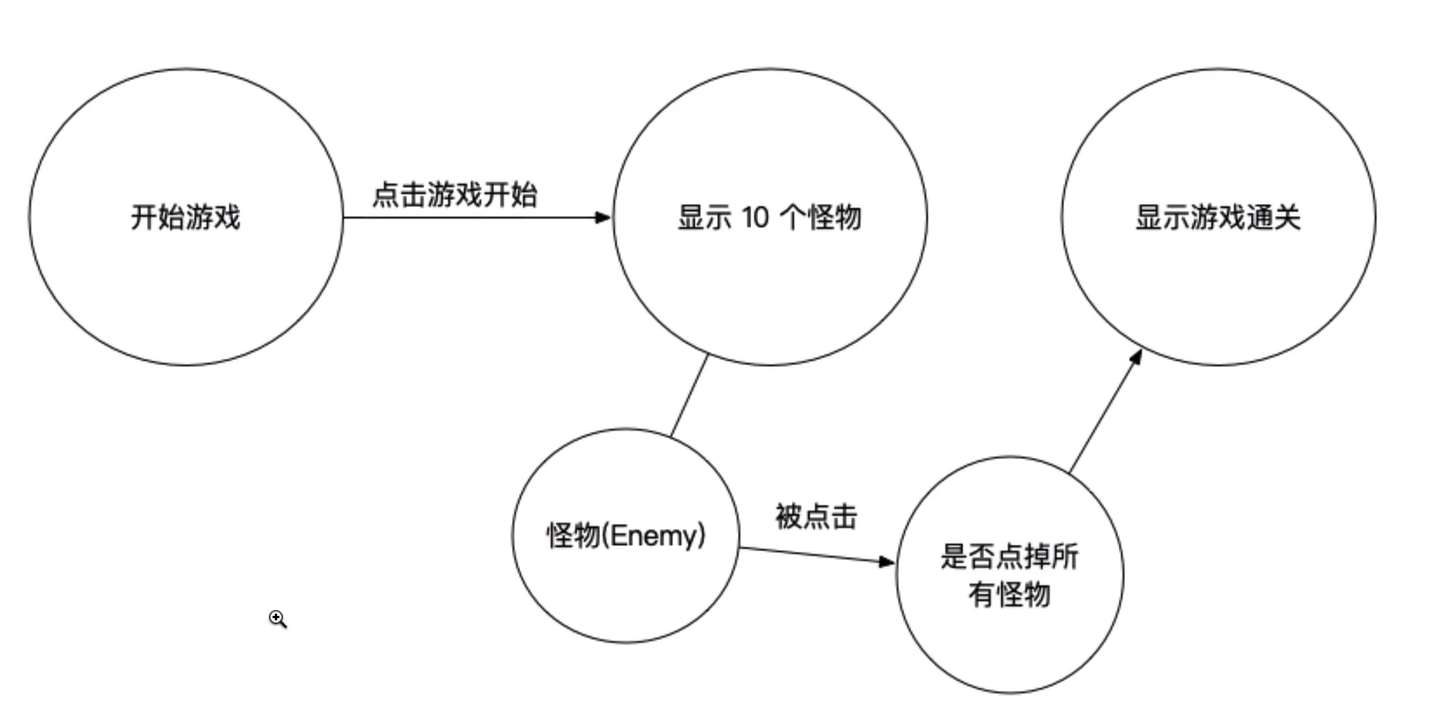 开始游戏
点击游戏开始
显示 10 个怪物
显示游戏通关
怪物(Enemy)
被点击
是否点掉所
有怪物